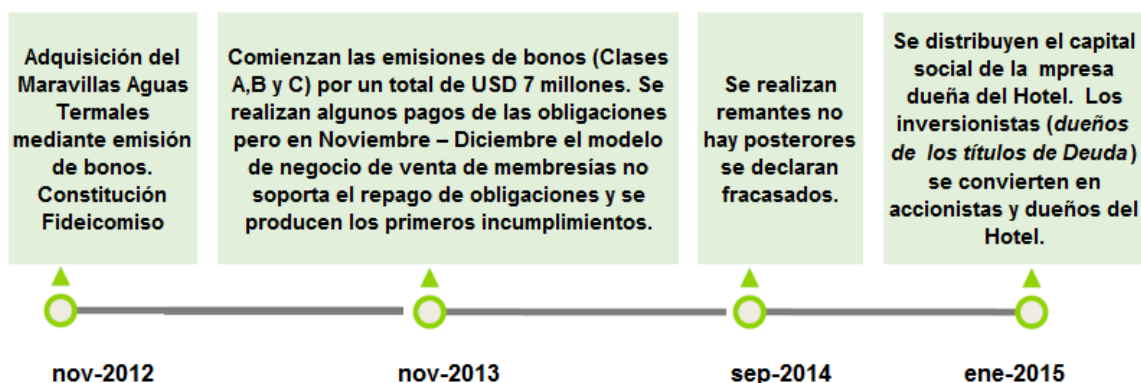 Adquisición del
Maravillas Aguas
Termales
mediante emisión
de bonos.
Constitución
Fideicomiso
Comienzan las emisiones de bonos (Clases
A,B y C) por un total de USD 7 millones. Se
realizan algunos pagos de las obligaciones
pero en Noviembre – Diciembre el modelo
de negocio de venta de membresías no
soporta el repago de obligaciones y se
producen los primeros incumplimientos.
Se realizan
remantes no
hay posterores
se declaran
fracasados.
Se distribuyen el capital
social de la mpresa
dueña del Hotel. Los
inversionistas (dueños
de los títulos de Deuda)
se convierten en
accionistas y dueños del
Hotel.
nov-2012
nov-2013
sep-2014
ene-2015